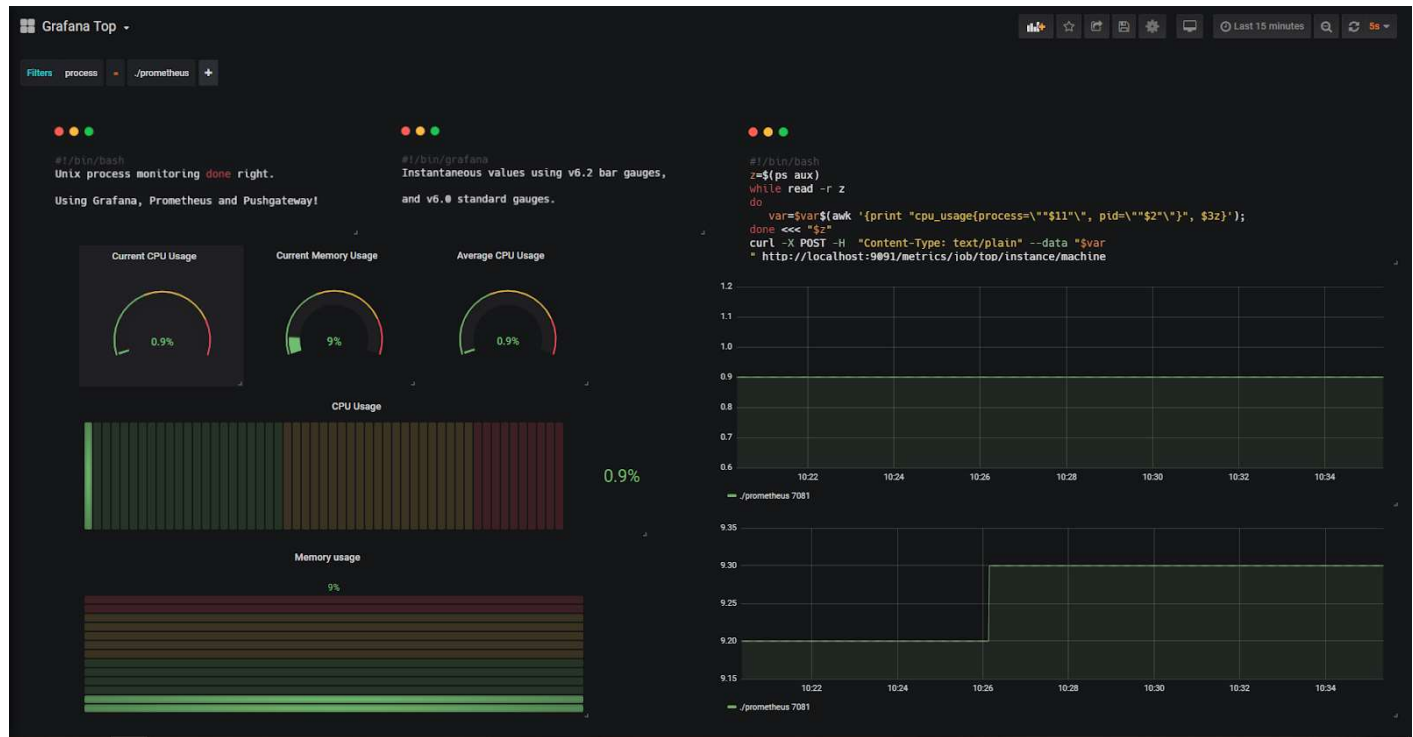 Grafana Top
Last 15 minutes
5s
Filters process = ./prometheus +
#!/bin/bash
Unix process monitoring done right.
Using Grafana, Prometheus and Pushgateway!
#!/bin/grafana
Instantaneous values using v6.2 bar gauges,
and v6.0 standard gauges.
#!/bin/bash
z=$(ps aux)
while read -r z
do
var=$var$(awk '{print "cpu_usage{process=\""$11"\", pid=\""$2"\"}", $3z}');
done <<< "$z"
curl -X POST -H "Content-Type: text/plain" --data "$var
" http://localhost:9091/metrics/job/top/instance/machine
Current CPU Usage
0.9%
Current Memory Usage
9%
Average CPU Usage
0.9%
CPU Usage
0.9%
Memory usage
9%
1.2
1.1
1.0
0.9
0.8
0.7
0.6
10:22 10:24 10:26 10:28 10:30 10:32 10:34
./prometheus 7081
9.35
9.30
9.25
9.20
9.15
10:22 10:24 10:26 10:28 10:30 10:32 10:34
./prometheus 7081